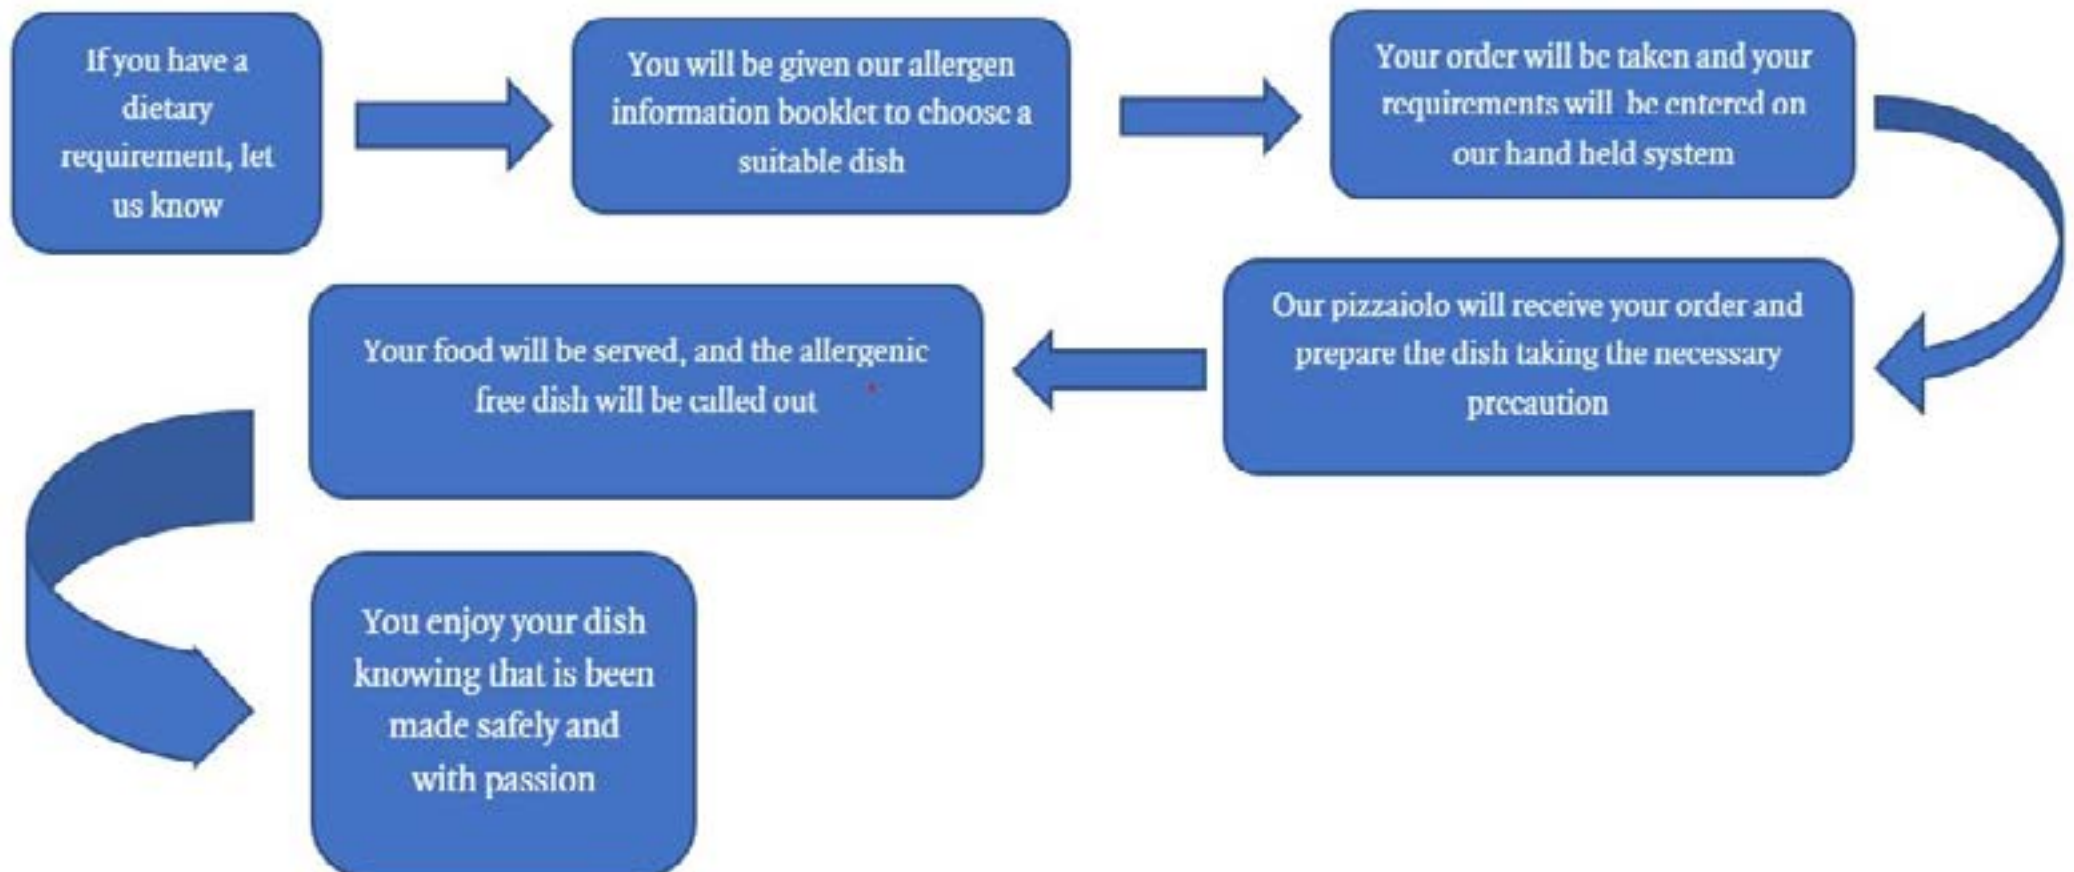 If you have a
dietary
requirement, let
us know
You will be given our allergen
information booklet to choose a
suitable dish
Your order will be taken and your
requirements will be entered on
our hand held system
Our pizzaiolo will receive your order and
prepare the dish taking the necessary
precaution
Your food will be served, and the allergenic
free dish will be called out
You enjoy your dish
knowing that is been
made safely and
with passion